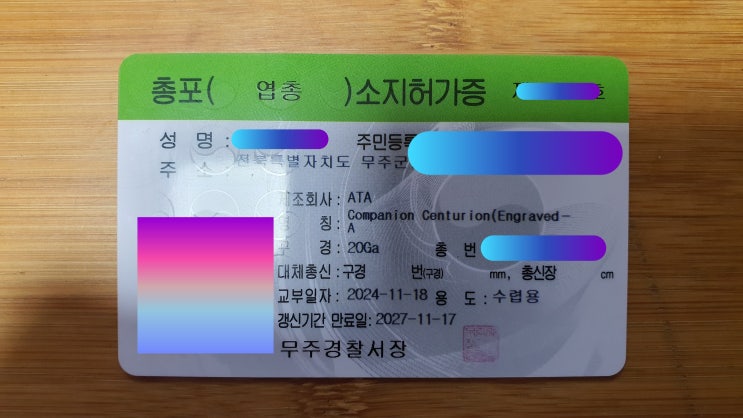 총포( 엽총 )소지허가증 제 호
성 명 : 주민등록
주 소 전북특별자치도 무주군
제조회사 : ATA
명 칭 : Companion Centurion(Engraved-
A
구 경 : 20Ga 총 번
대체총신 : 구경 번(구경) mm, 총신장 cm
교부일자 : 2024-11-18 용 도 : 수렵용
갱신기간 만료일: 2027-11-17
무주경찰서장